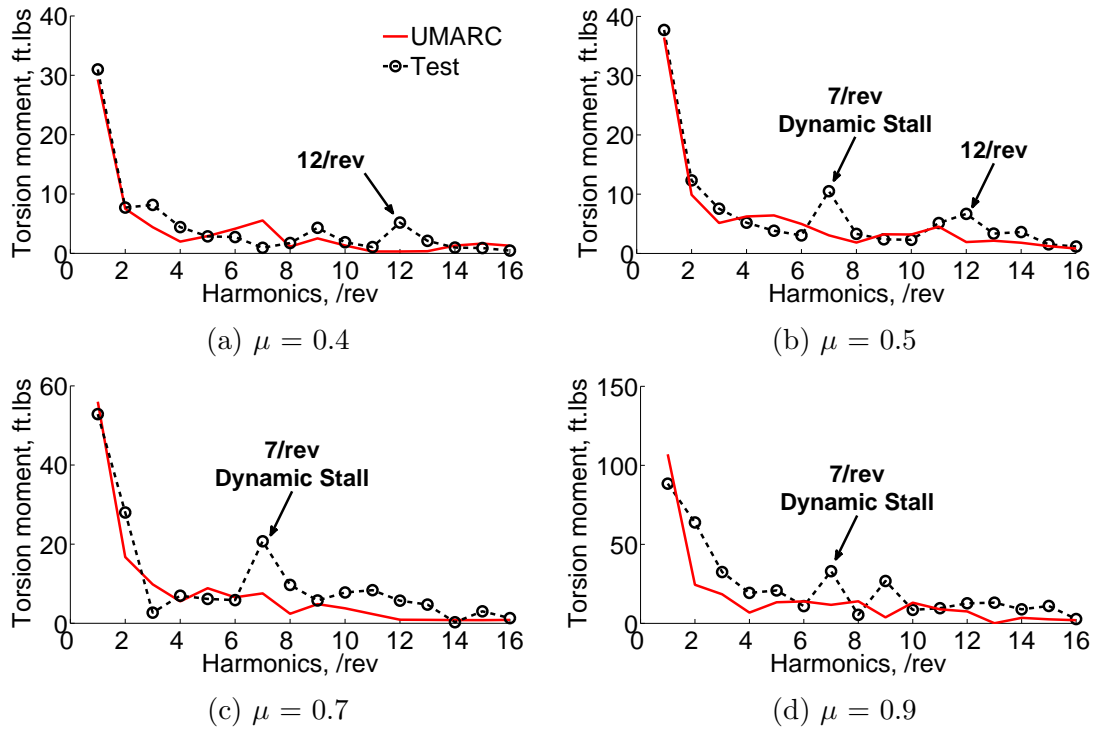 40
30
20
10
0
Torsion moment, ft.lbs
UMARC
Test
12/rev
0 2 4 6 8 10 12 14 16
Harmonics, /rev
(a) μ = 0.4
40
30
20
10
0
Torsion moment, ft.lbs
7/rev
Dynamic Stall
12/rev
0 2 4 6 8 10 12 14 16
Harmonics, /rev
(b) μ = 0.5
60
40
20
0
Torsion moment, ft.lbs
7/rev
Dynamic Stall
0 2 4 6 8 10 12 14 16
Harmonics, /rev
(c) μ = 0.7
150
100
50
0
Torsion moment, ft.lbs
7/rev
Dynamic Stall
0 2 4 6 8 10 12 14 16
Harmonics, /rev
(d) μ = 0.9